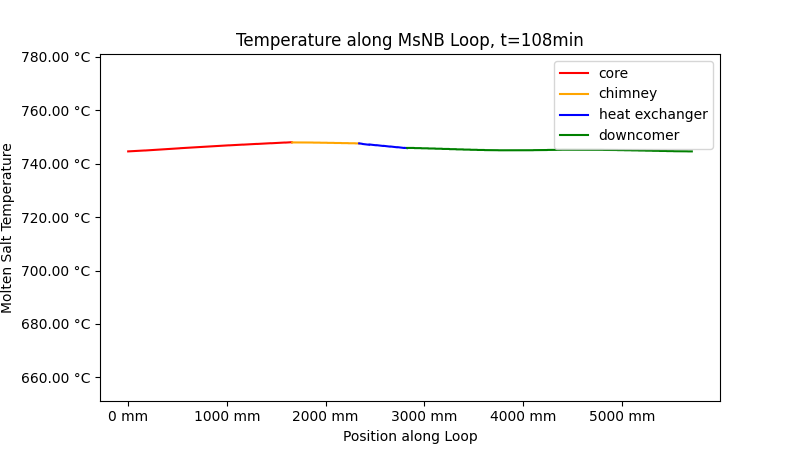 Temperature along MsNB Loop, t=108min
780.00 °C
760.00 °C
740.00 °C
720.00 °C
700.00 °C
680.00 °C
660.00 °C
Molten Salt Temperature
core
chimney
heat exchanger
downcomer
0 mm
1000 mm
2000 mm
3000 mm
4000 mm
5000 mm
Position along Loop